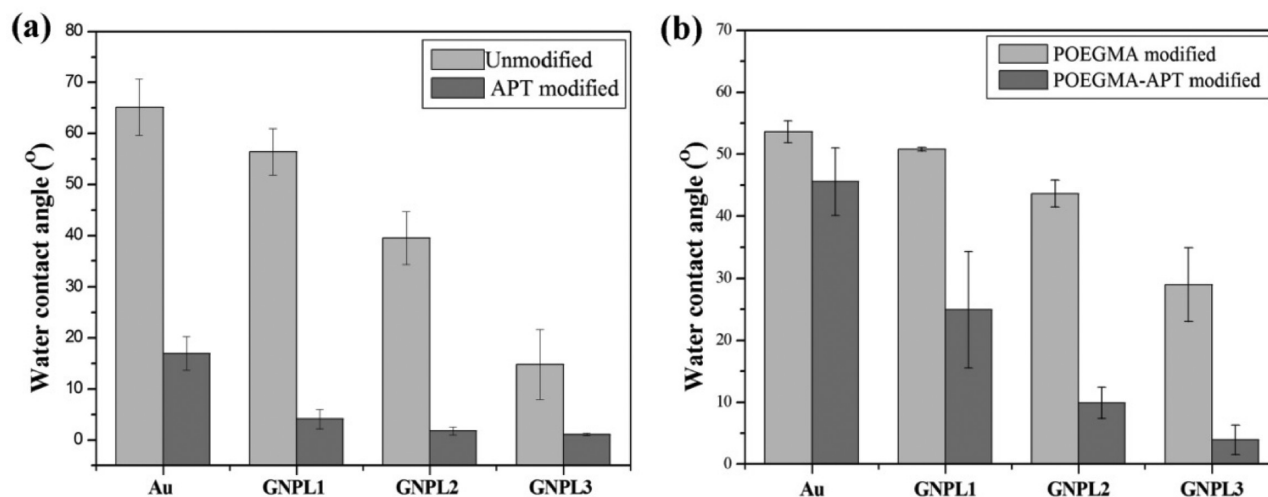 (a)
Water contact angle (O)
80
70
60
50
40
30
20
10
0
Unmodified
APT modified
Au GNPL1 GNPL2 GNPL3
(b)
Water contact angle (O)
70
60
50
40
30
20
10
0
POEGMA modified
POEGMA-APT modified
Au GNPL1 GNPL2 GNPL3